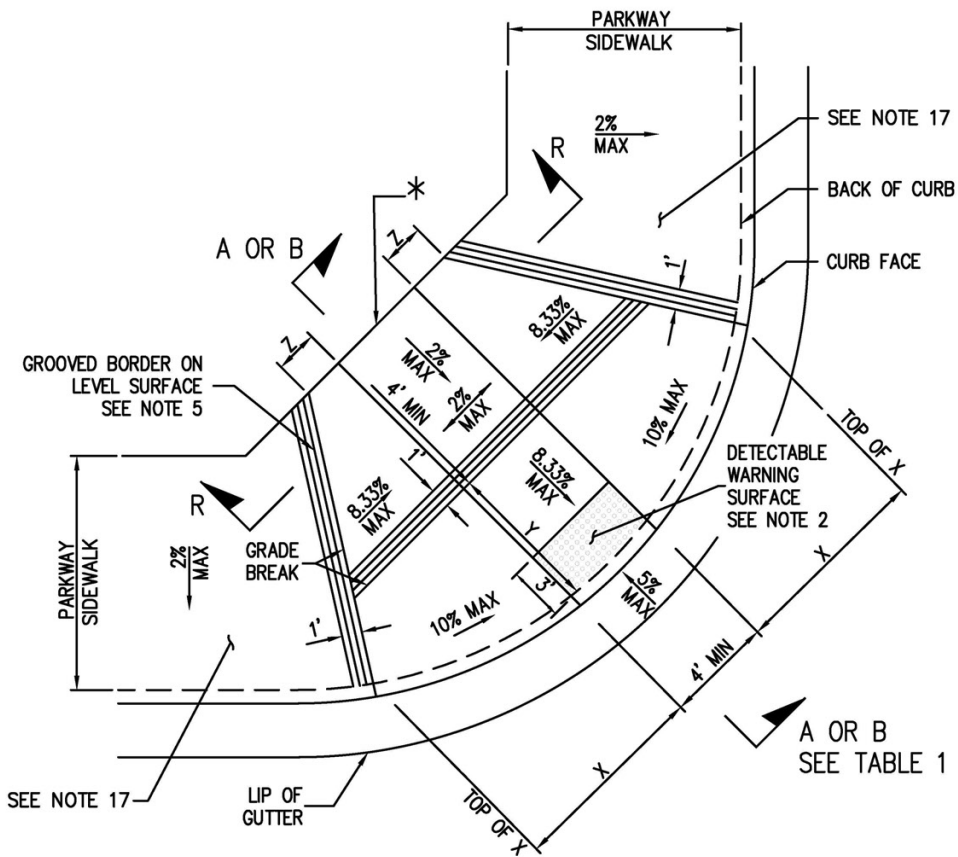 PARKWAY
SIDEWALK
2%
MAX
SEE NOTE 17
R
BACK OF CURB
A OR B
Z
CURB FACE
1'
8.33%
MAX
Z
2%
MAX
GROOVED BORDER ON
LEVEL SURFACE
SEE NOTE 5
4' MIN
2%
MAX
10% MAX
TOP OF X
DETECTABLE
WARNING
SURFACE
SEE NOTE 2
1'
8.33%
MAX
8.33%
MAX
R
PARKWAY
SIDEWALK
2%
MAX
GRADE
BREAK
Y
X
3'
5%
MAX
10% MAX
1'
4' MIN
A OR B
SEE TABLE 1
X
SEE NOTE 17
LIP OF
GUTTER
TOP OF X